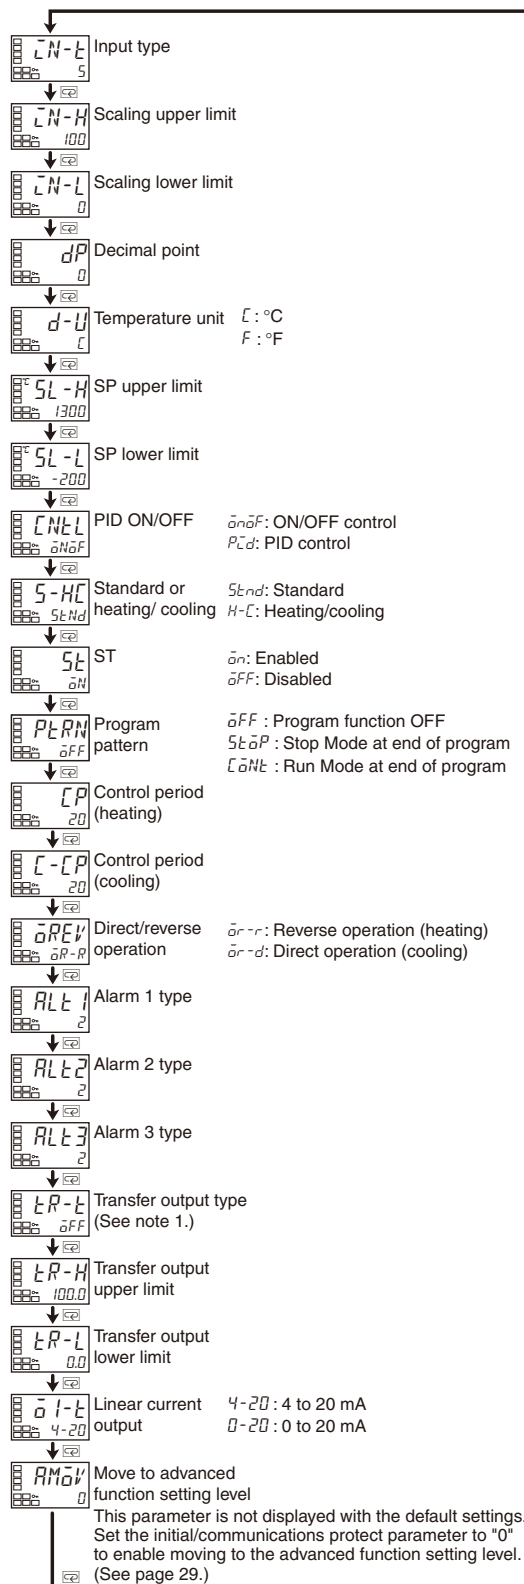 iN-t Input type
5
iN-H Scaling upper limit
100
iN-L Scaling lower limit
0
dP Decimal point
0
d-U Temperature unit C : °C
C F : °F
°C SL-H SP upper limit
1300
°C SL-L SP lower limit
-200
CNtL PID ON/OFF onoF: ON/OFF control
oNoF Pid: PID control
S-HC Standard or Stnd: Standard
StNd heating/ cooling H-C: Heating/cooling
St ST on: Enabled
oN oFF: Disabled
PtRN Program oFF : Program function OFF
oFF pattern StoP : Stop Mode at end of program
CoNt : Run Mode at end of program
CP Control period
20 (heating)
C-CP Control period
20 (cooling)
oREV Direct/reverse or-r: Reverse operation (heating)
oR-R operation or-d: Direct operation (cooling)
ALt1 Alarm 1 type
2
ALt2 Alarm 2 type
2
ALt3 Alarm 3 type
2
tR-t Transfer output type
oFF (See note 1.)
tR-H Transfer output
100.0 upper limit
tR-L Transfer output
0.0 lower limit
o1-t Linear current 4-20 : 4 to 20 mA
4-20 output 0-20 : 0 to 20 mA
AMoV Move to advanced
0 function setting level
This parameter is not displayed with the default settings.
Set the initial/communications protect parameter to "0"
to enable moving to the advanced function setting level.
(See page 29.)